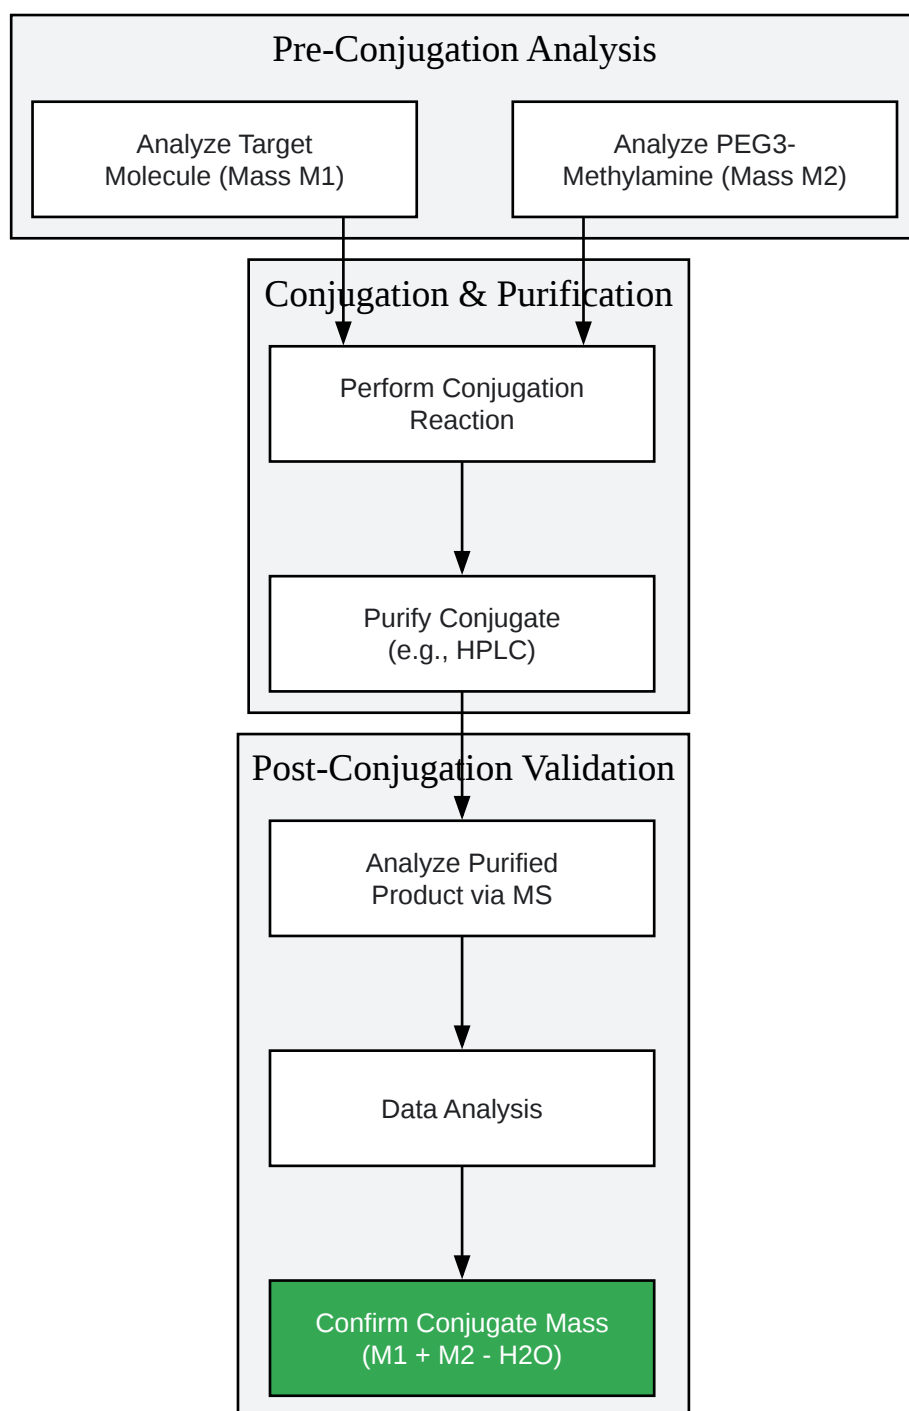 Pre-Conjugation Analysis
Analyze Target
Molecule (Mass M1)
Analyze PEG3-
Methylamine (Mass M2)
Conjugation & Purification
Perform Conjugation
Reaction
Purify Conjugate
(e.g., HPLC)
Post-Conjugation Validation
Analyze Purified
Product via MS
Data Analysis
Confirm Conjugate Mass
(M1 + M2 - H2O)